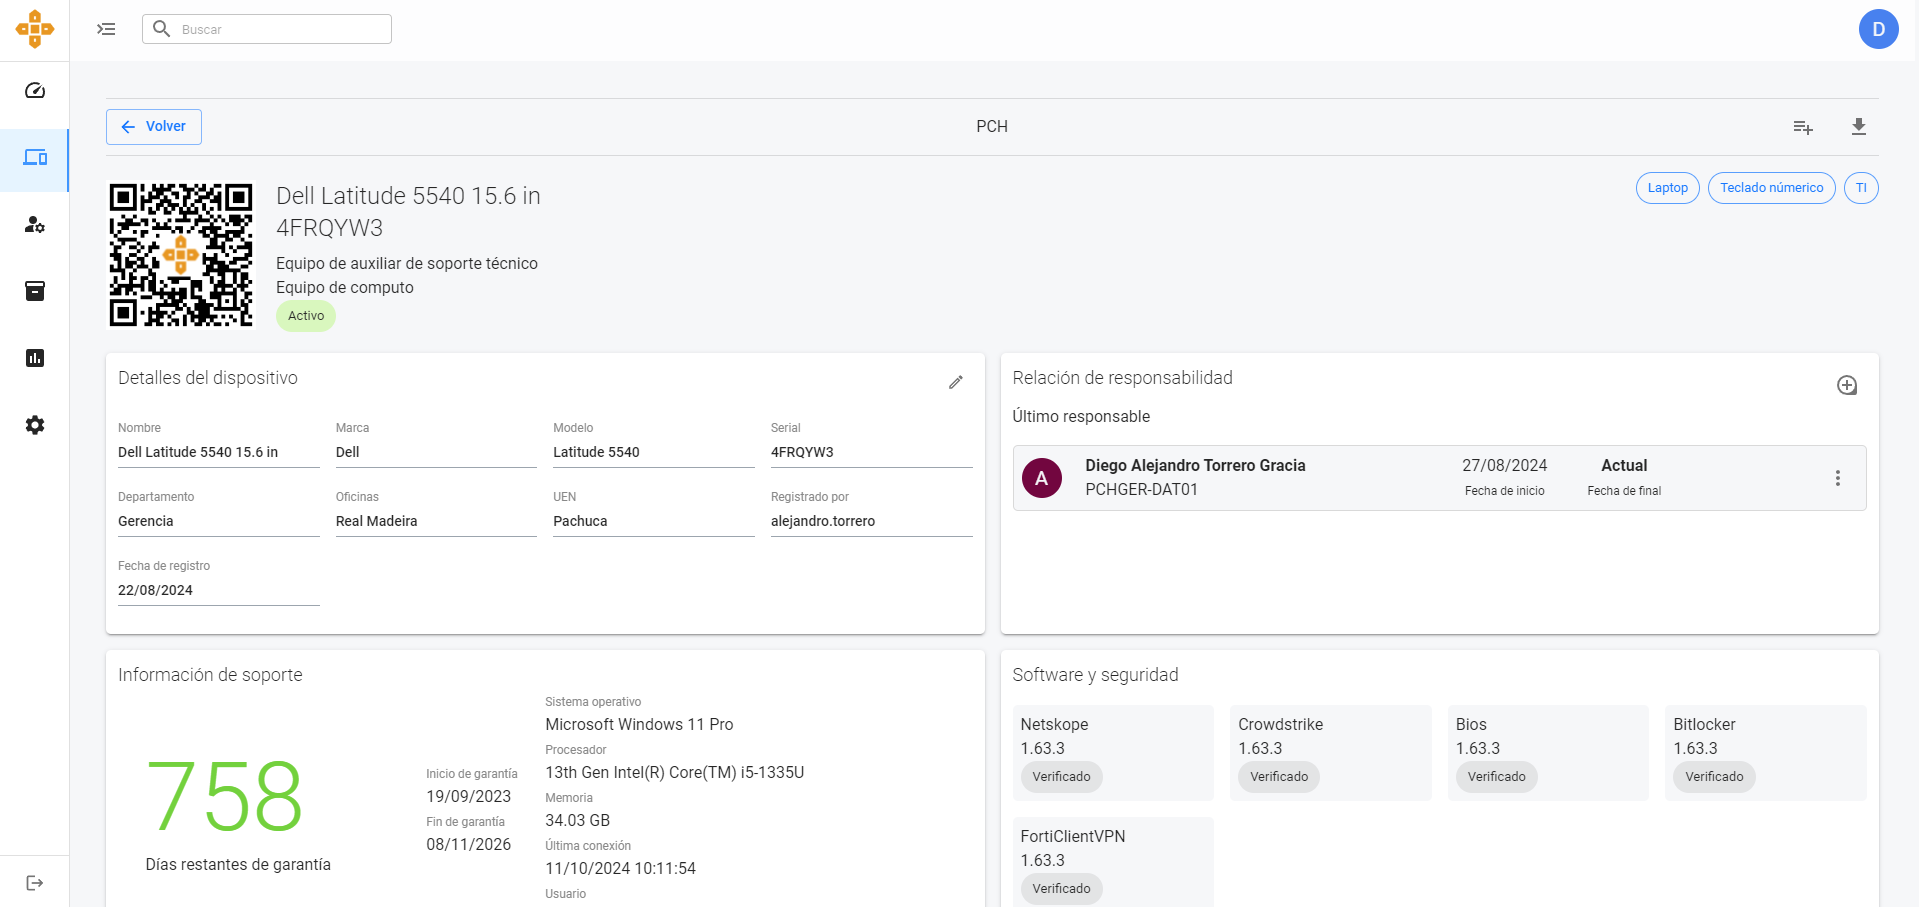 Buscar
D
Volver
PCH
Dell Latitude 5540 15.6 in
4FRQYW3
Equipo de auxiliar de soporte técnico
Equipo de computo
Activo
Laptop
Teclado númerico
TI
Detalles del dispositivo
Nombre
Dell Latitude 5540 15.6 in
Marca
Dell
Modelo
Latitude 5540
Serial
4FRQYW3
Departamento
Gerencia
Oficinas
Real Madeira
UEN
Pachuca
Registrado por
alejandro.torrero
Fecha de registro
22/08/2024
Relación de responsabilidad
Último responsable
A
Diego Alejandro Torrero Gracia
PCHGER-DAT01
27/08/2024
Fecha de inicio
Actual
Fecha de final
Información de soporte
758
Días restantes de garantía
Inicio de garantía
19/09/2023
Fin de garantía
08/11/2026
Sistema operativo
Microsoft Windows 11 Pro
Procesador
13th Gen Intel(R) Core(TM) i5-1335U
Memoria
34.03 GB
Última conexión
11/10/2024 10:11:54
Usuario
Software y seguridad
Netskope
1.63.3
Verificado
Crowdstrike
1.63.3
Verificado
Bios
1.63.3
Verificado
Bitlocker
1.63.3
Verificado
FortiClientVPN
1.63.3
Verificado